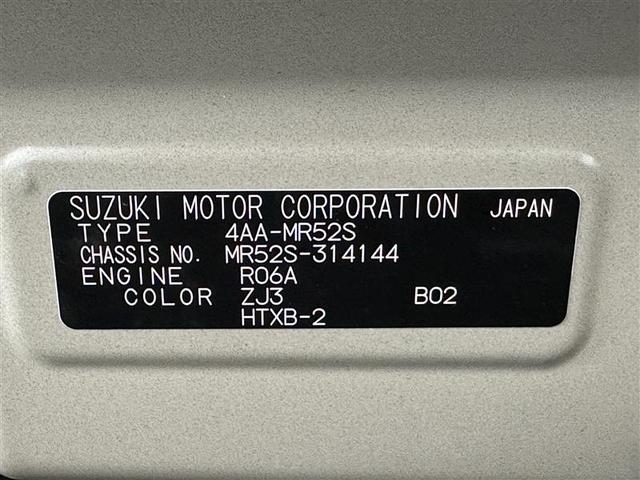 SUZUKI MOTOR CORPORATION JAPAN
TYPE 4AA-MR52S
CHASSIS NO. MR52S-314144
ENGINE R06A
COLOR ZJ3 B02
HTXB-2